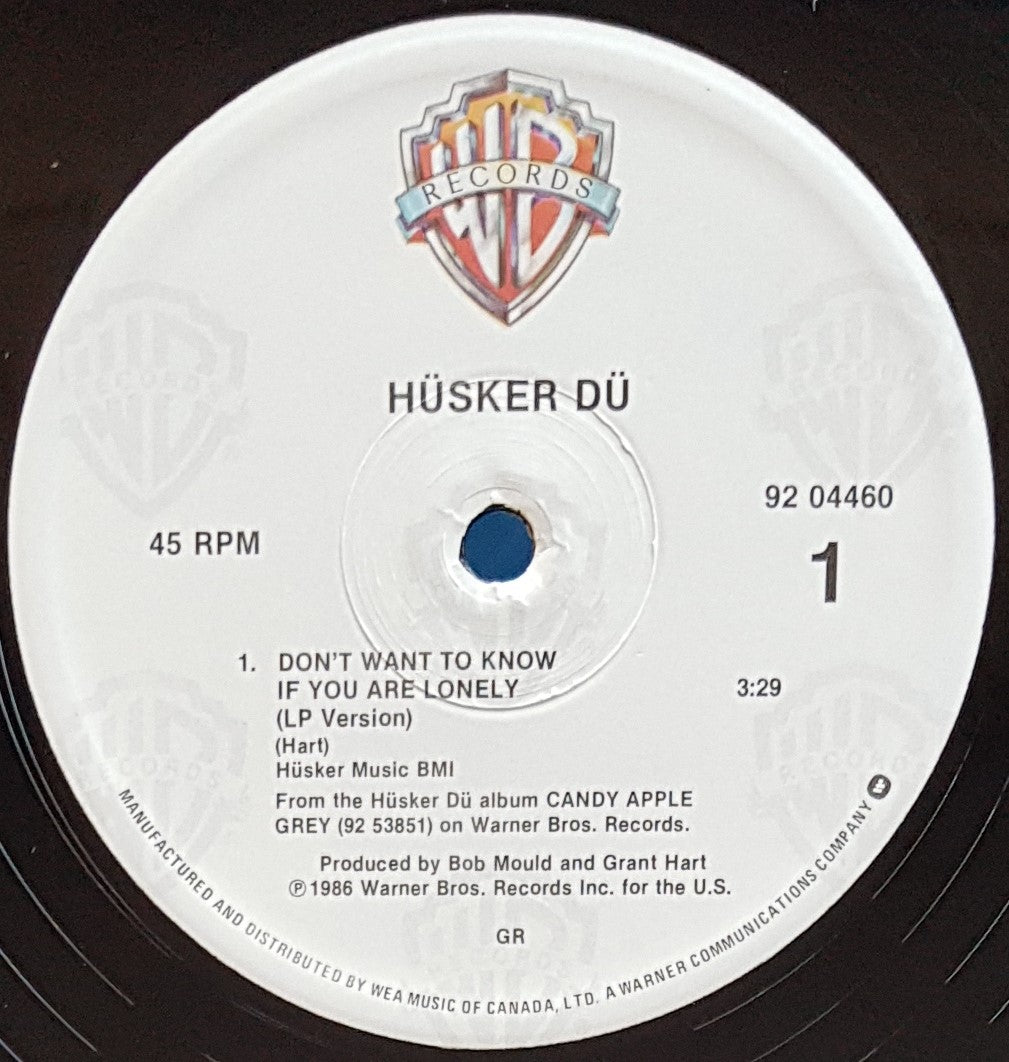 WB
RECORDS
HÜSKER DÜ
92 04460
45 RPM
1
1. DON'T WANT TO KNOW
IF YOU ARE LONELY 3:29
(LP Version)
(Hart)
Hüsker Music BMI
From the Hüsker Dü album CANDY APPLE
GREY (92 53851) on Warner Bros. Records.
Produced by Bob Mould and Grant Hart
℗1986 Warner Bros. Records Inc. for the U.S.
GR
MANUFACTURED AND DISTRIBUTED BY WEA MUSIC OF CANADA, LTD. A WARNER COMMUNICATIONS COMPANY